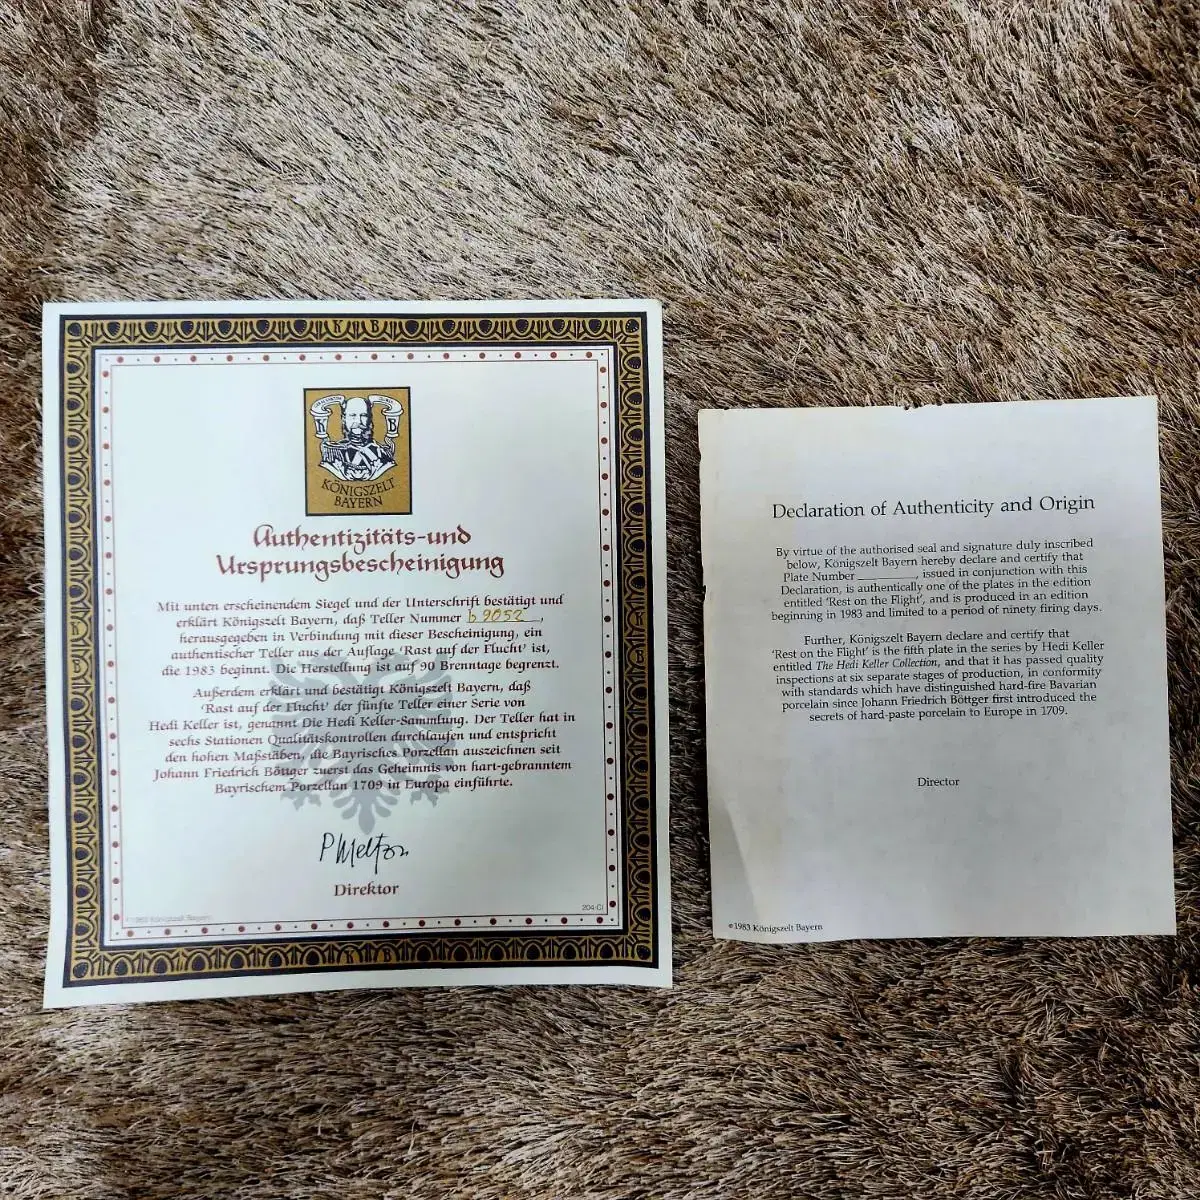 K B
K B
KÖNIGSZELT
BAYERN
Authentizitäts-und
Ursprungsbescheinigung
Mit unten erscheinendem Siegel und der Unterschrift bestätigt und
erklärt Königszelt Bayern, daß Teller Nummer b 9052,
herausgegeben in Verbindung mit dieser Bescheinigung, ein
authentischer Teller aus der Auflage 'Rast auf der Flucht' ist,
die 1983 beginnt. Die Herstellung ist auf 90 Brenntage begrenzt.
Außerdem erklärt und bestätigt Königszelt Bayern, daß
'Rast auf der Flucht' der fünfte Teller einer Serie von
Hedi Keller ist, genannt Die Hedi Keller-Sammlung. Der Teller hat in
sechs Stationen Qualitätskontrollen durchlaufen und entspricht
den hohen Maßstäben, die Bayrisches Porzellan auszeichnen seit
Johann Friedrich Böttger zuerst das Geheimnis von hart-gebranntem
Bayrischem Porzellan 1709 in Europa einführte.
P Melton
Direktor
©1983 Königszelt Bayern
204-CI
K B
Declaration of Authenticity and Origin
By virtue of the authorised seal and signature duly inscribed
below, Königszelt Bayern hereby declare and certify that
Plate Number __________, issued in conjunction with this
Declaration, is authentically one of the plates in the edition
entitled 'Rest on the Flight', and is produced in an edition
beginning in 1983 and limited to a period of ninety firing days.
Further, Königszelt Bayern declare and certify that
'Rest on the Flight' is the fifth plate in the series by Hedi Keller
entitled The Hedi Keller Collection, and that it has passed quality
inspections at six separate stages of production, in conformity
with standards which have distinguished hard-fire Bavarian
porcelain since Johann Friedrich Böttger first introduced the
secrets of hard-paste porcelain to Europe in 1709.
Director
©1983 Königszelt Bayern